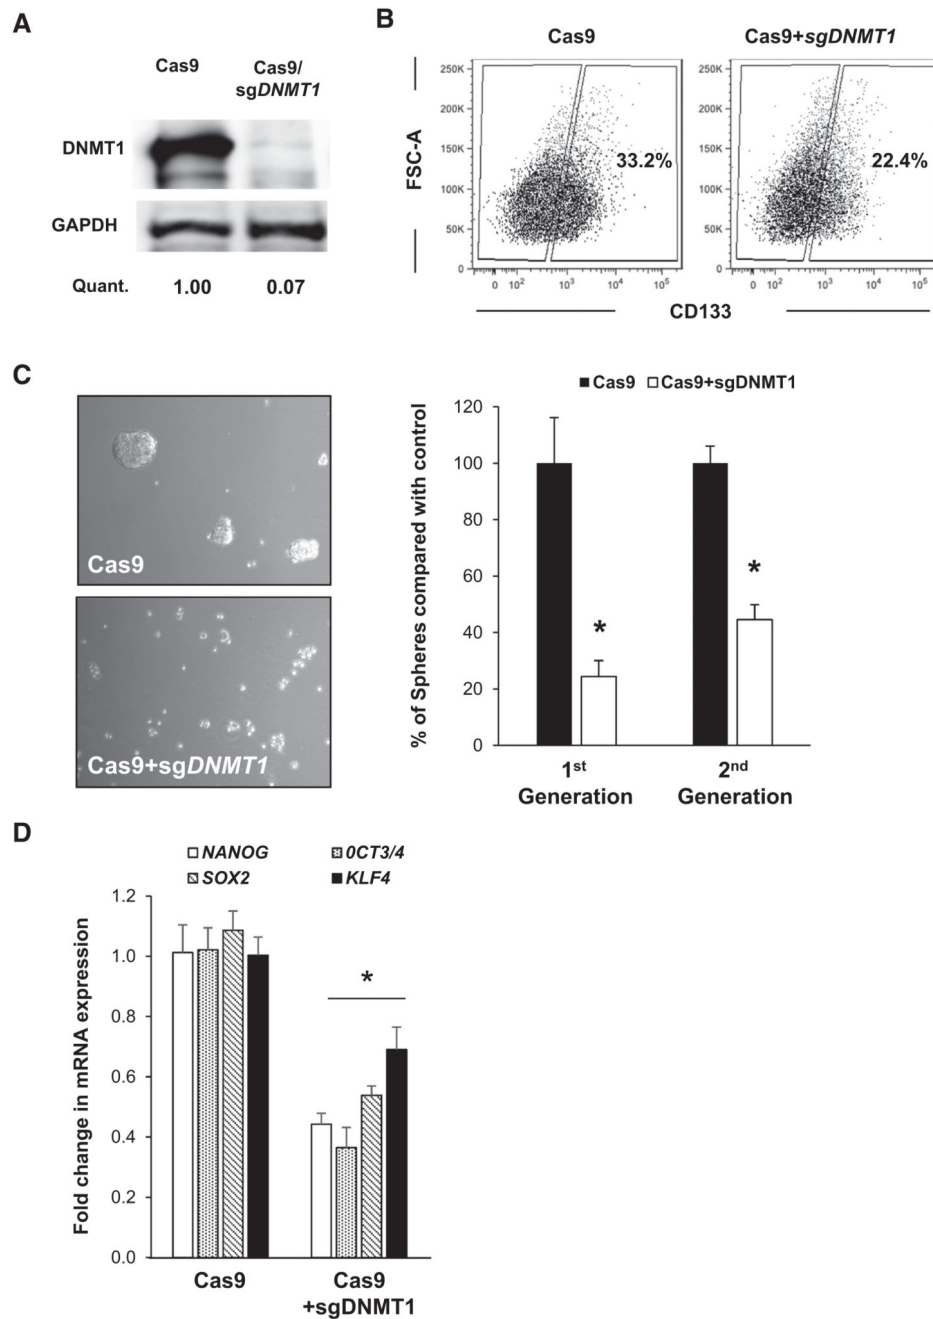 A
Cas9
Cas9/
sgDNMT1
DNMT1
GAPDH
Quant.
1.00
0.07
B
Cas9
Cas9+sgDNMT1
FSC-A
250K
200K
150K
100K
50K
0
33.2%
0 10² 10³ 10⁴ 10⁵
250K
200K
150K
100K
50K
0
22.4%
0 10² 10³ 10⁴ 10⁵
CD133
C
Cas9
Cas9+sgDNMT1
Cas9 Cas9+sgDNMT1
% of Spheres compared with control
120
100
80
60
40
20
0
*
*
1st
Generation
2nd
Generation
D
NANOG 0CT3/4
SOX2 KLF4
Fold change in mRNA expression
1.2
1.0
0.8
0.6
0.4
0.2
0.0
*
Cas9
Cas9
+sgDNMT1